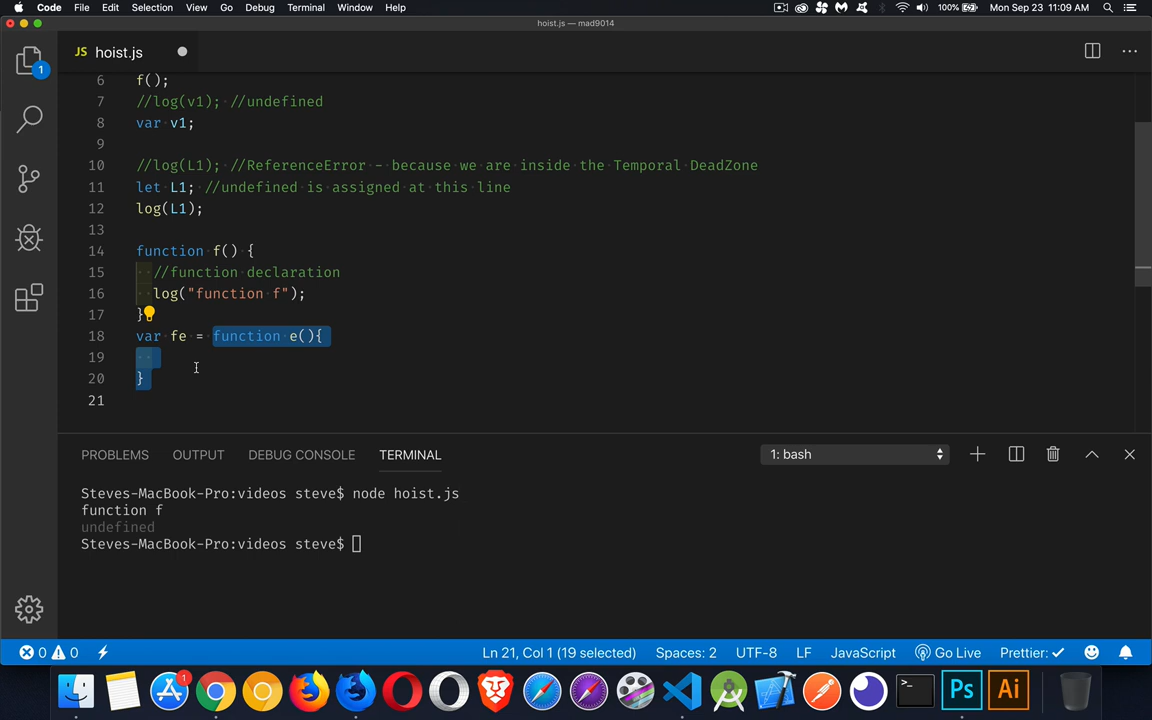 Code File Edit Selection View Go Debug Terminal Window Help 100% Mon Sep 23 11:09 AM
hoist.js — mad9014
JS hoist.js
1
6 f();
7 //log(v1); //undefined
8 var v1;
9
10 //log(L1); //ReferenceError - because we are inside the Temporal DeadZone
11 let L1; //undefined is assigned at this line
12 log(L1);
13
14 function f() {
15 //function declaration
16 log("function f");
17 }
18 var fe = function e(){
19
20 }
21
PROBLEMS OUTPUT DEBUG CONSOLE TERMINAL 1: bash
Steves-MacBook-Pro:videos steve$ node hoist.js
function f
undefined
Steves-MacBook-Pro:videos steve$
0 0 Ln 21, Col 1 (19 selected) Spaces: 2 UTF-8 LF JavaScript Go Live Prettier: ✓
1 >_ Ps Ai